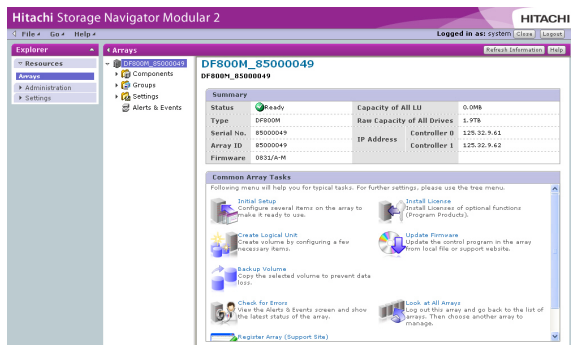 Hitachi Storage Navigator Modular 2
HITACHI
File Go Help
Logged in as: system Close Logout
Explorer
Resources
Arrays
Administration
Settings
Arrays
Refresh Information Help
DF800M_85000049
Components
Groups
Settings
Alerts & Events
DF800M_85000049
DF800M_85000049
Summary
Status Ready Capacity of All LU 0.0MB
Type DF800M Raw Capacity of All Drives 1.9TB
Serial No. 85000049 IP Address Controller 0 125.32.9.61
Array ID 85000049 Controller 1 125.32.9.62
Firmware 0831/A-M
Common Array Tasks
Following menu will help you for typical tasks. For further settings, please use the tree menu.
Initial Setup
Configure several items on the array to
make it ready to use.
Install License
Install Licenses of optional functions
(Program Products).
Create Logical Unit
Create volume by configuring a few
necessary items.
Update Firmware
Update the control program in the array
from local file or support website.
Backup Volume
Copy the selected volume to prevent data
loss.
Check for Errors
View the Alerts & Events screen and show
the latest status of the array.
Look at All Arrays
Log out this array and go back to the list of
arrays. Then choose another array to
manage.
Register Array (Support Site)